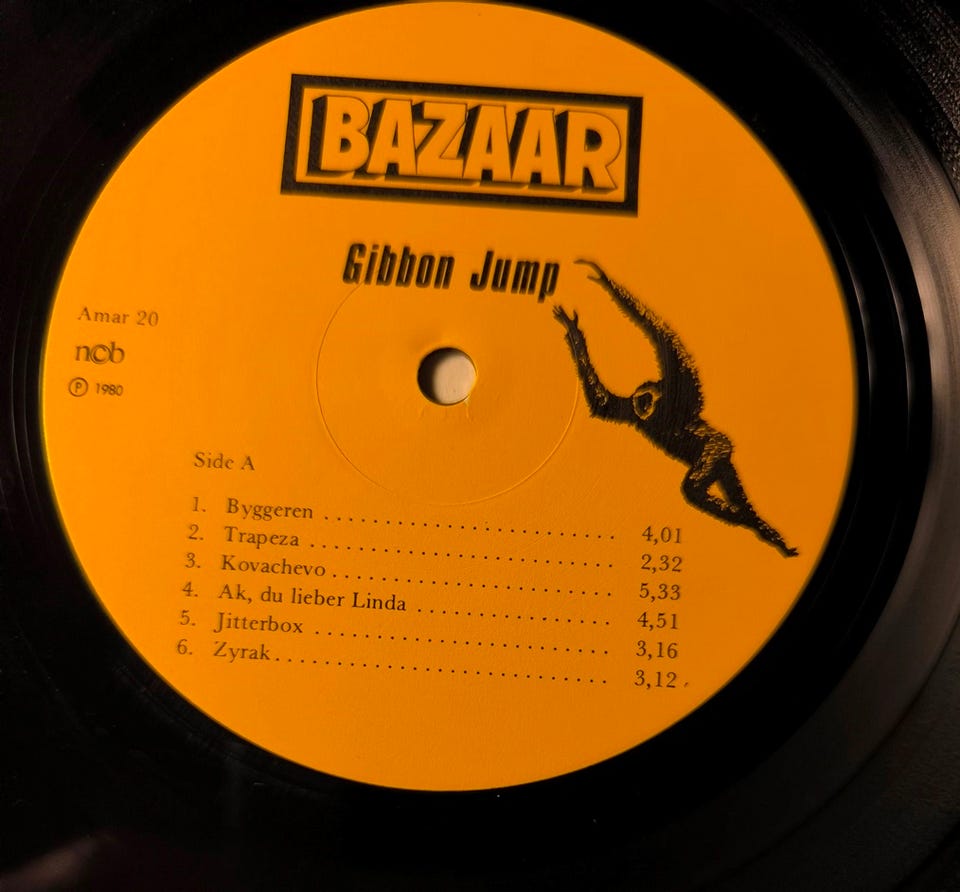 BAZAAR
Gibbon Jump
Amar 20
ncb
Ⓟ 1980
Side A
1. Byggeren .............................. 4,01
2. Trapeza .............................. 2,32
3. Kovachevo .............................. 5,33
4. Ak, du lieber Linda .................... 4,51
5. Jitterbox .............................. 3,16
6. Zyrak .............................. 3,12